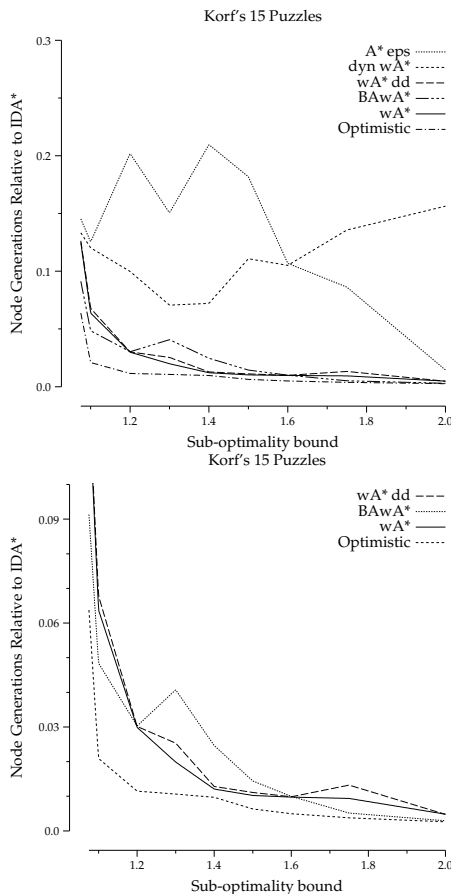 Korf's 15 Puzzles
Node Generations Relative to IDA*
0.3
0.2
0.1
0.0
A* eps
dyn wA*
wA* dd
BAwA*
wA*
Optimistic
1.2
1.4
1.6
1.8
2.0
Sub-optimality bound
Korf's 15 Puzzles
Node Generations Relative to IDA*
0.09
0.06
0.03
0.0
wA* dd
BAwA*
wA*
Optimistic
1.2
1.4
1.6
1.8
2.0
Sub-optimality bound